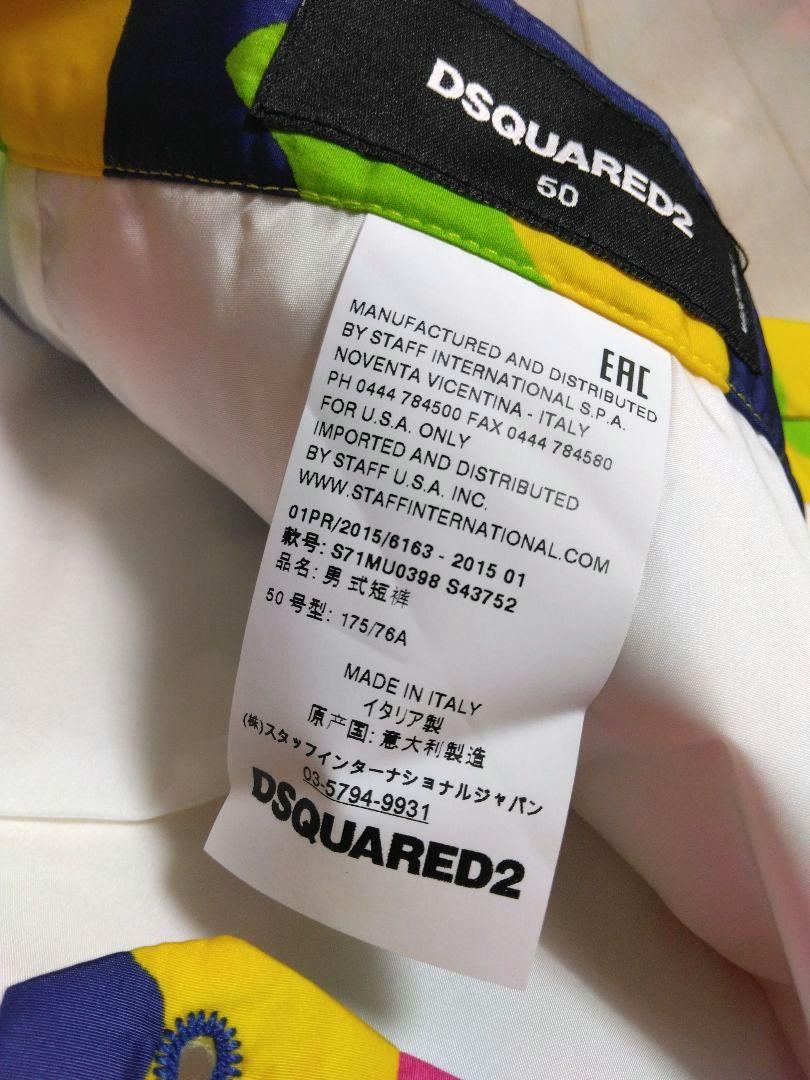 DSQUARED2
50
EAC
MANUFACTURED AND DISTRIBUTED
BY STAFF INTERNATIONAL S.P.A.
NOVENTA VICENTINA - ITALY
PH 0444 784500 FAX 0444 784580
FOR U.S.A. ONLY
IMPORTED AND DISTRIBUTED
BY STAFF U.S.A. INC.
WWW.STAFFINTERNATIONAL.COM
01PR/2015/6163 - 2015 01
款号: S71MU0398 S43752
品名: 男 式短裤
50 号型: 175/76A
MADE IN ITALY
イタリア製
原产国: 意大利製造
(株)スタッフインターナショナルジャパン
03-5794-9931
DSQUARED2